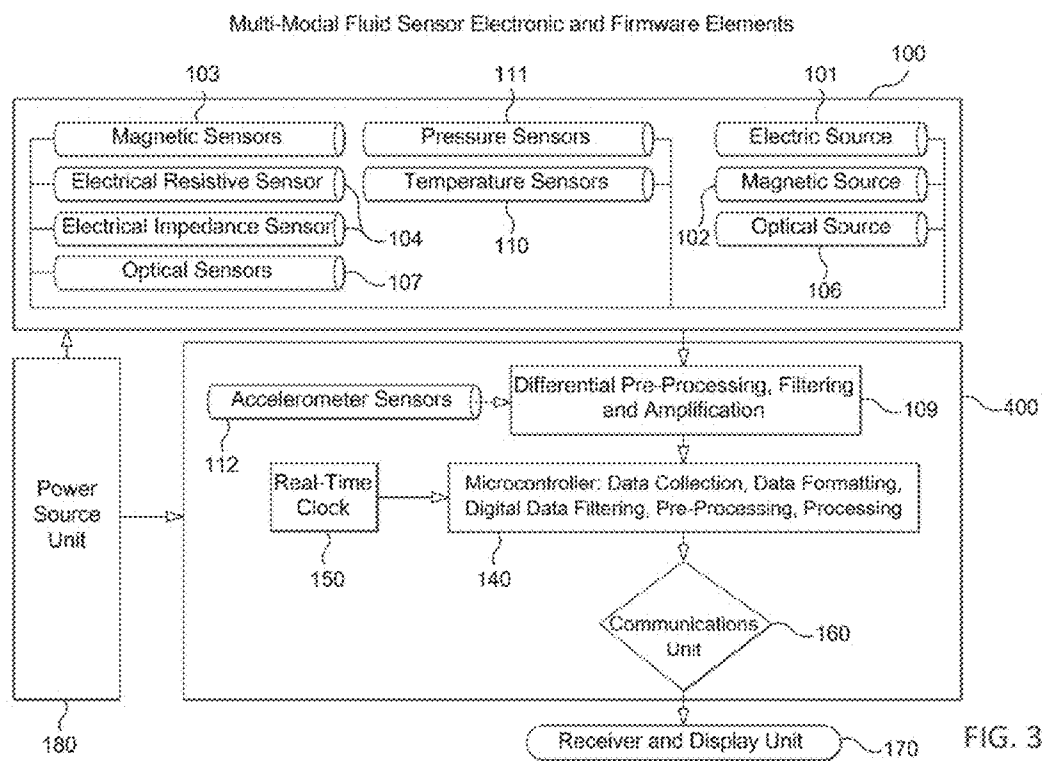 Multi-Modal Fluid Sensor Electronic and Firmware Elements
103
111
101
100
Magnetic Sensors
Pressure Sensors
Electric Source
Electrical Resistive Sensor
Temperature Sensors
Magnetic Source
Electrical Impedance Sensor
104
110
102
Optical Source
Optical Sensors
107
106
Accelerometer Sensors
112
Differential Pre-Processing, Filtering
and Amplification
109
400
Power
Source
Unit
180
Real-Time
Clock
150
Microcontroller: Data Collection, Data Formatting,
Digital Data Filtering, Pre-Processing, Processing
140
Communications
Unit
160
Receiver and Display Unit
170
FIG. 3